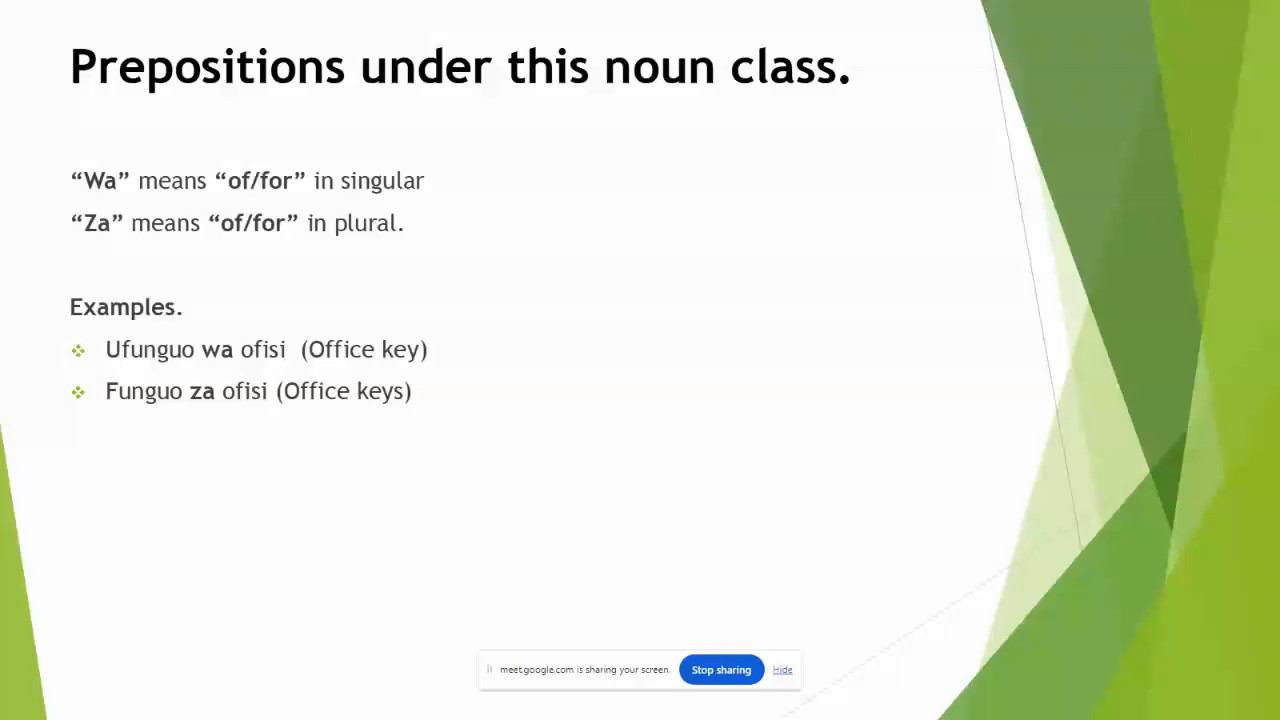 Prepositions under this noun class.
“Wa” means “of/for” in singular
“Za” means “of/for” in plural.
Examples.
Ufunguo wa ofisi (Office key)
Funguo za ofisi (Office keys)
meet.google.com is sharing your screen. Stop sharing Hide